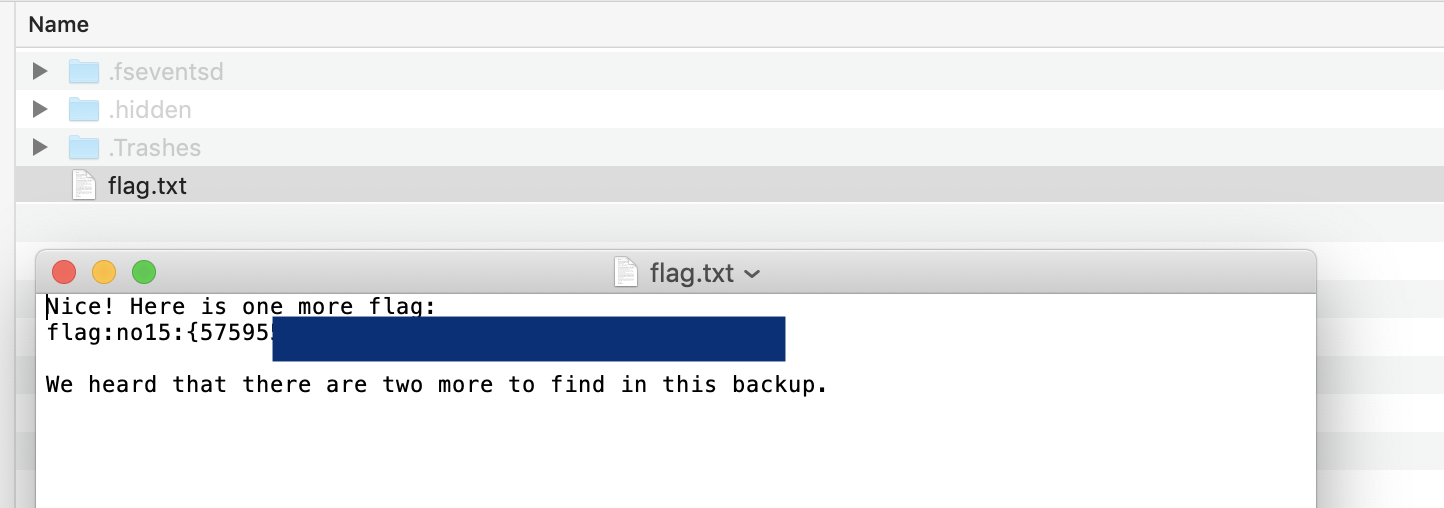 Name
.fseventsd
.hidden
.Trashes
flag.txt
flag.txt
Nice! Here is one more flag:
flag:no15:{57595
We heard that there are two more to find in this backup.